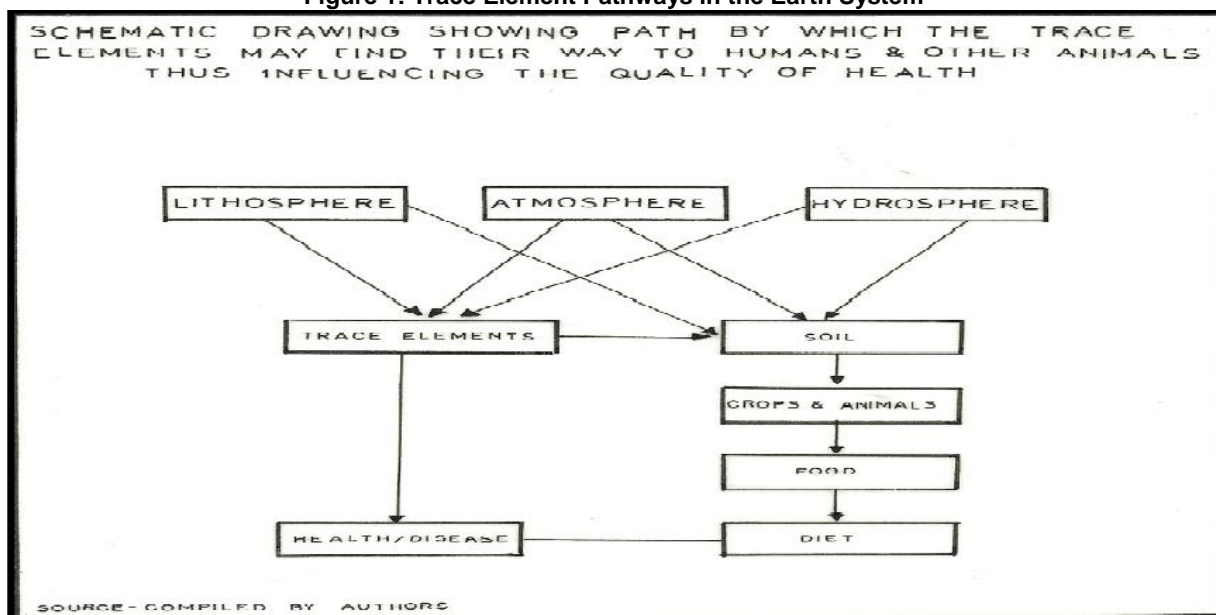 Figure 1: Trace Element Pathways in the Earth System
SCHEMATIC DRAWING SHOWING PATH BY WHICH THE TRACE
ELEMENTS MAY FIND THEIR WAY TO HUMANS & OTHER ANIMALS
THUS INFLUENCING THE QUALITY OF HEALTH
LITHOSPHERE
ATMOSPHERE
HYDROSPHERE
TRACE ELEMENTS
SOIL
CROPS & ANIMALS
FOOD
HEALTH/DISEASE
DIET
SOURCE-COMPILED BY AUTHORS